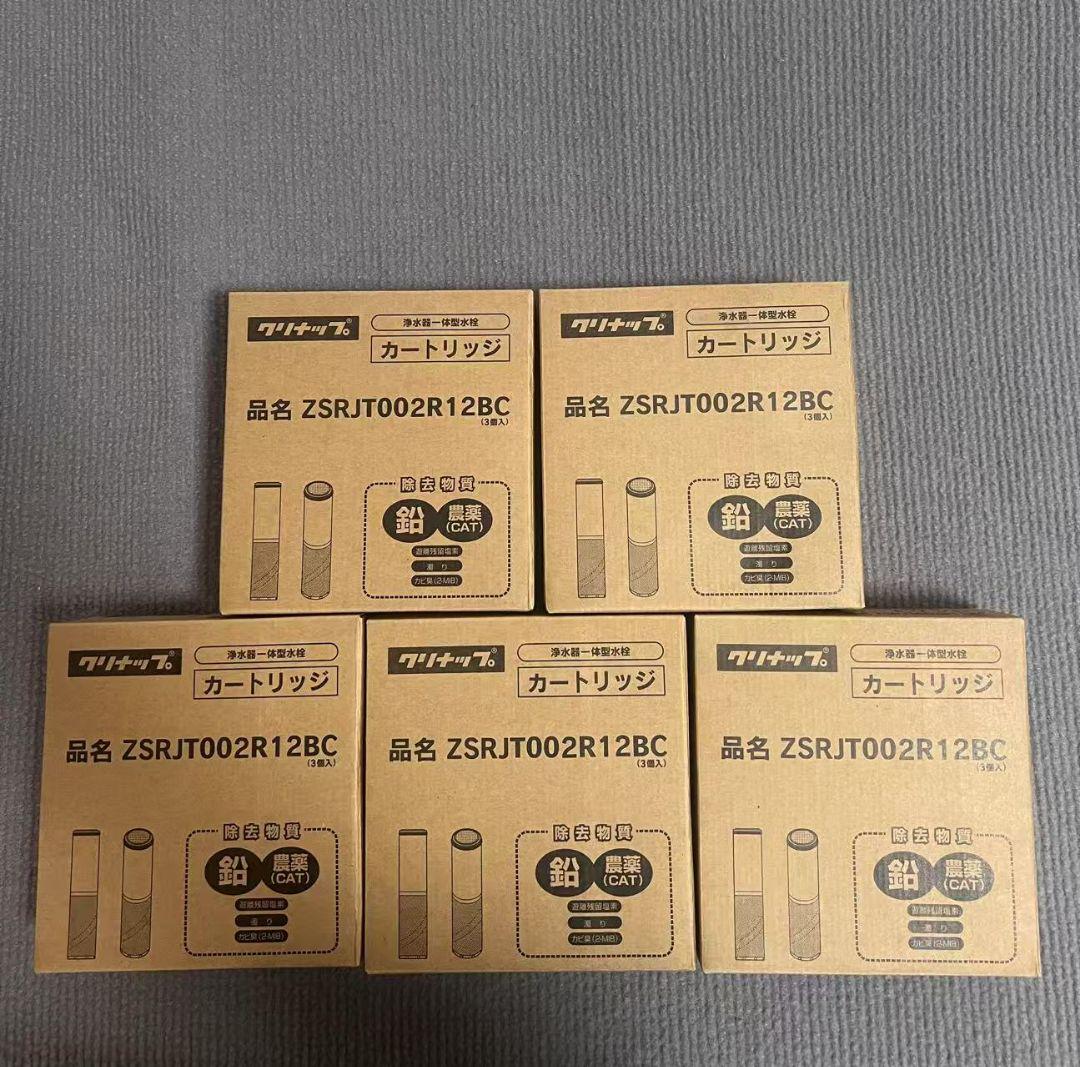 クリナップ®
浄水器一体型水栓
カートリッジ
品名 ZSRJT002R12BC
(3個入)
除去物質
鉛 農薬(CAT)
遊離残留塩素
濁り
カビ臭(2-MIB)
クリナップ®
浄水器一体型水栓
カートリッジ
品名 ZSRJT002R12BC
(3個入)
除去物質
鉛 農薬(CAT)
遊離残留塩素
濁り
カビ臭(2-MIB)
クリナップ®
浄水器一体型水栓
カートリッジ
品名 ZSRJT002R12BC
(3個入)
除去物質
鉛 農薬(CAT)
遊離残留塩素
濁り
カビ臭(2-MIB)
クリナップ®
浄水器一体型水栓
カートリッジ
品名 ZSRJT002R12BC
(3個入)
除去物質
鉛 農薬(CAT)
遊離残留塩素
濁り
カビ臭(2-MIB)
クリナップ®
浄水器一体型水栓
カートリッジ
品名 ZSRJT002R12BC
(3個入)
除去物質
鉛 農薬(CAT)
遊離残留塩素
濁り
カビ臭(2-MIB)